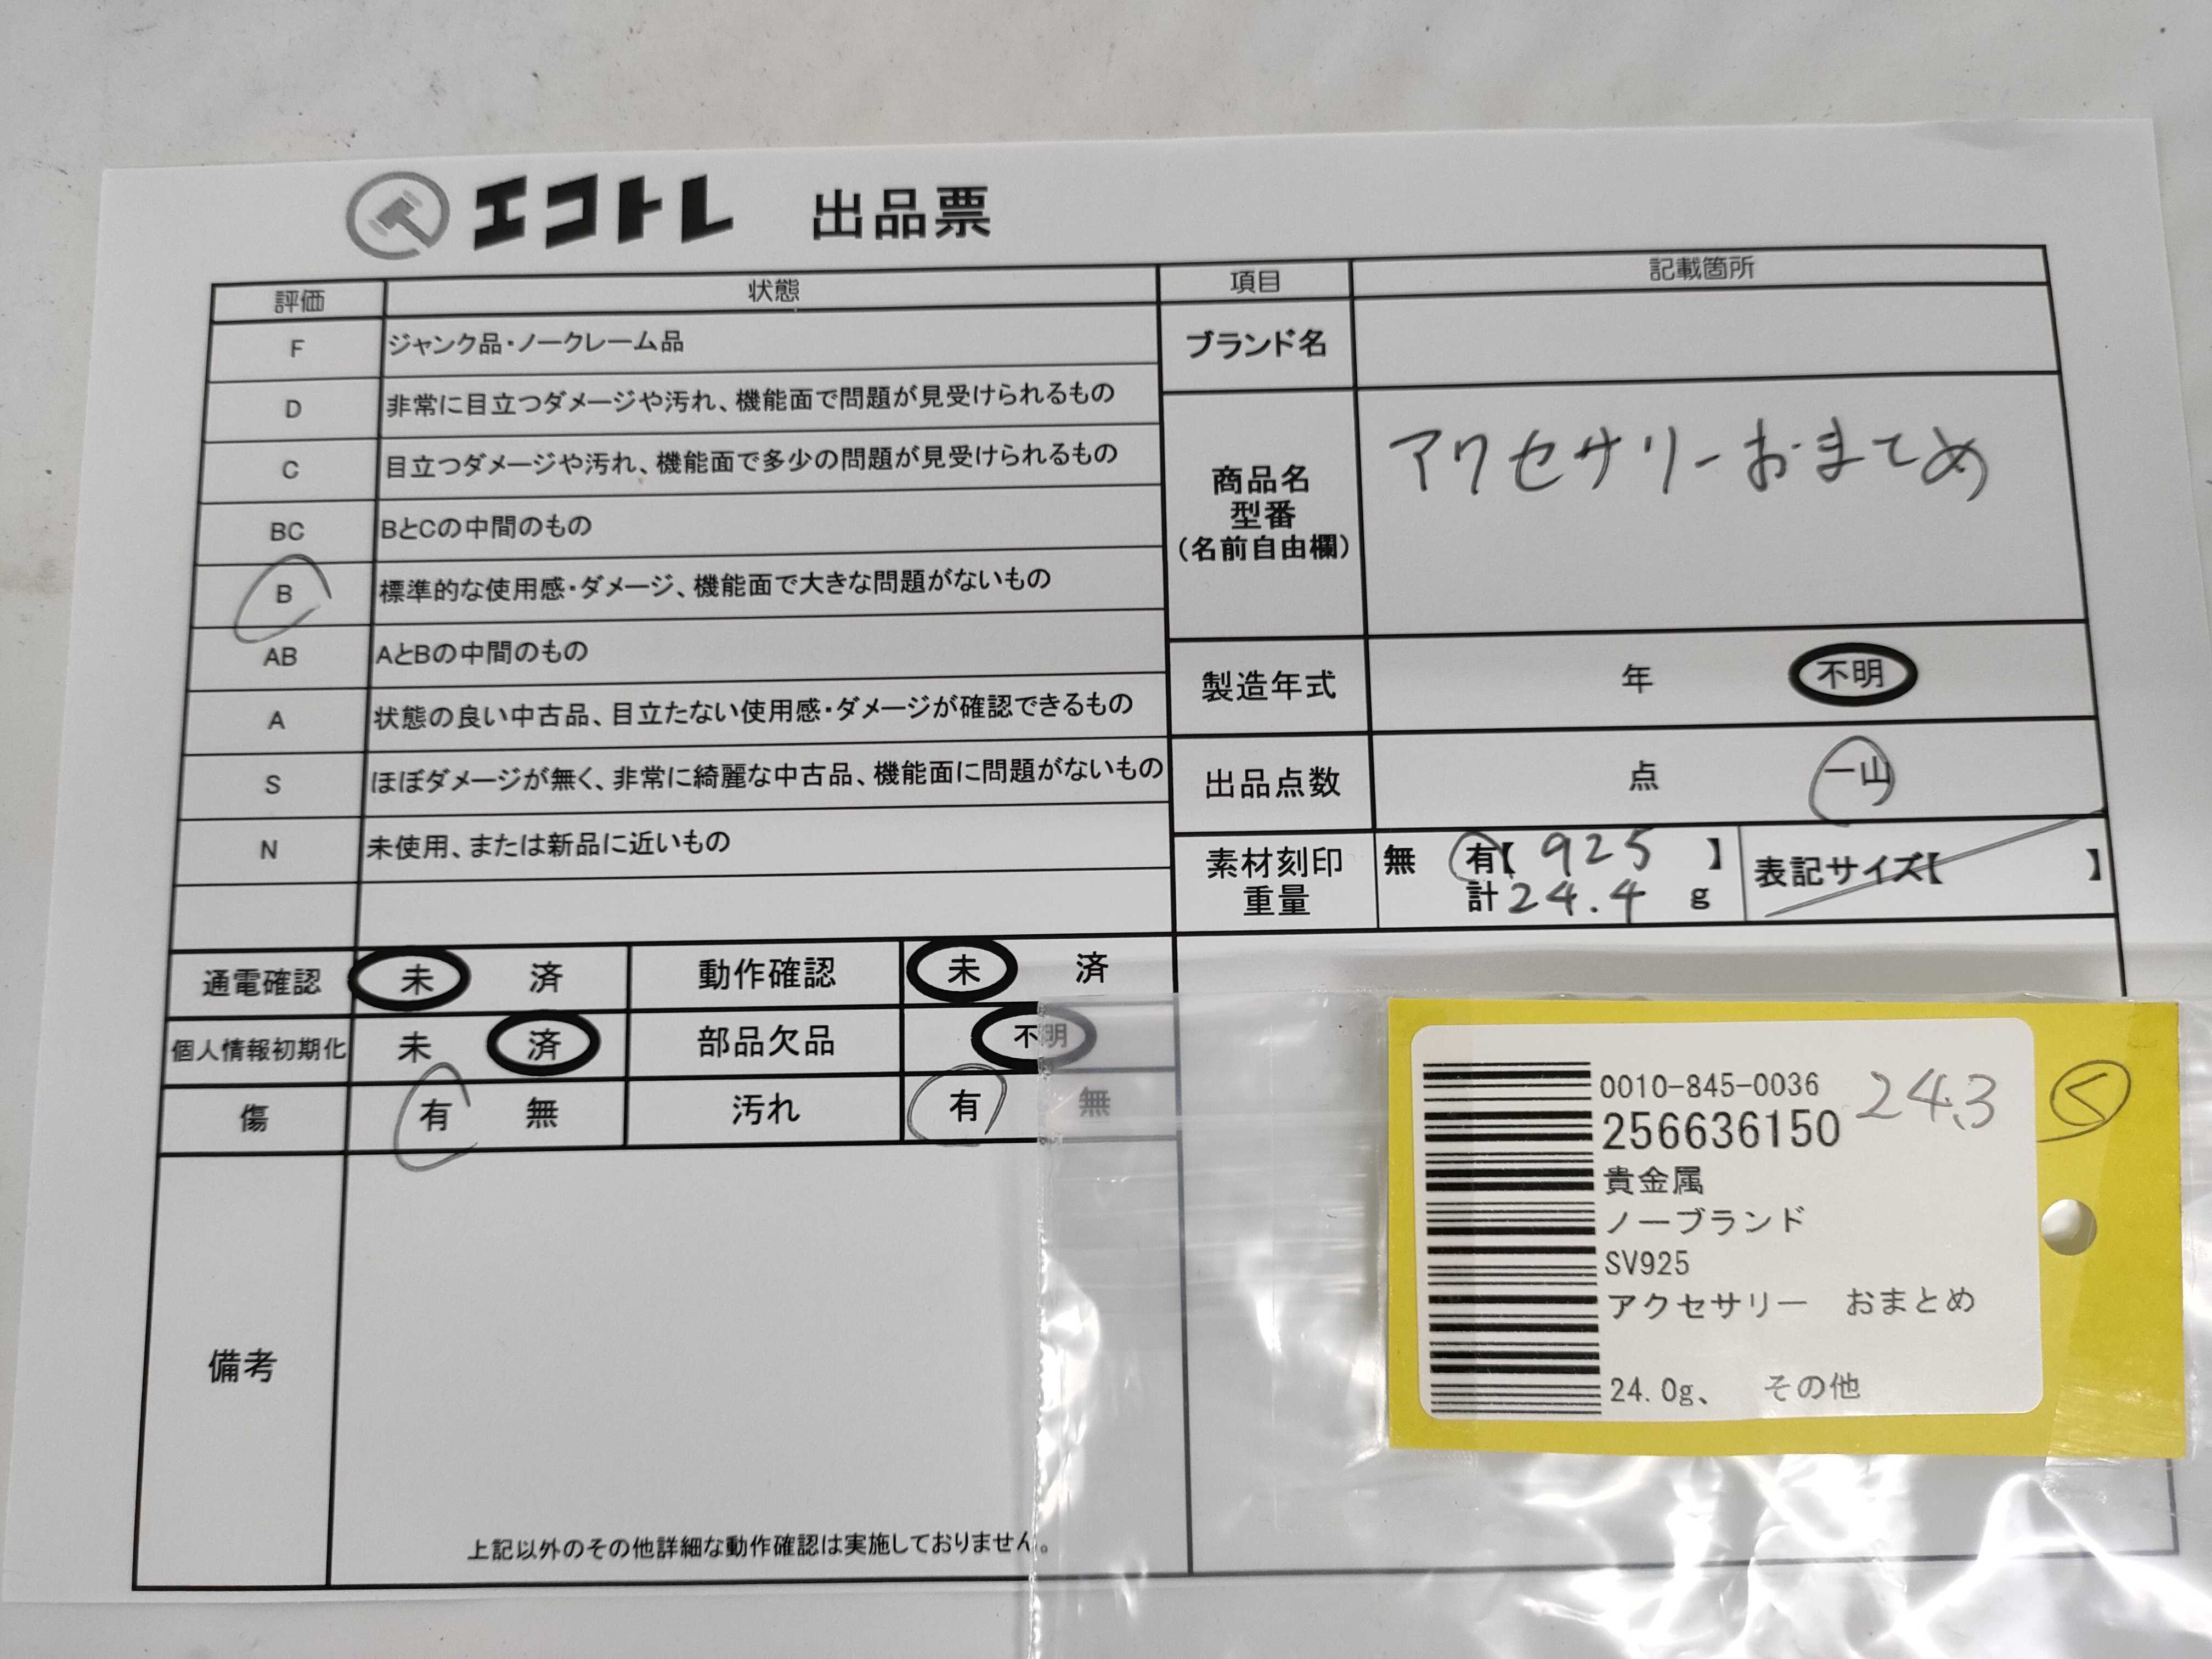 エコトレ 出品票
評価 状態
F ジャンク品・ノークレーム品
D 非常に目立つダメージや汚れ、機能面で問題が見受けられるもの
C 目立つダメージや汚れ、機能面で多少の問題が見受けられるもの
BC BとCの中間のもの
B 標準的な使用感・ダメージ、機能面で大きな問題がないもの
AB AとBの中間のもの
A 状態の良い中古品、目立たない使用感・ダメージが確認できるもの
S ほぼダメージが無く、非常に綺麗な中古品、機能面に問題がないもの
N 未使用、または新品に近いもの
項目 記載箇所
ブランド名
商品名
型番
(名前自由欄)
アクセサリーおまとめ
製造年式 年 不明
出品点数 点 一山
素材刻印
重量
無 有【 925 】
計 24.4 g
表記サイズ【 】
通電確認 未 済 動作確認 未 済
個人情報初期化 未 済 部品欠品 不明
傷 有 無 汚れ 有 無
備考
上記以外のその他詳細な動作確認は実施しておりません。
0010-845-0036
256636150
24.3
貴金属
ノーブランド
SV925
アクセサリー おまとめ
24.0g、 その他